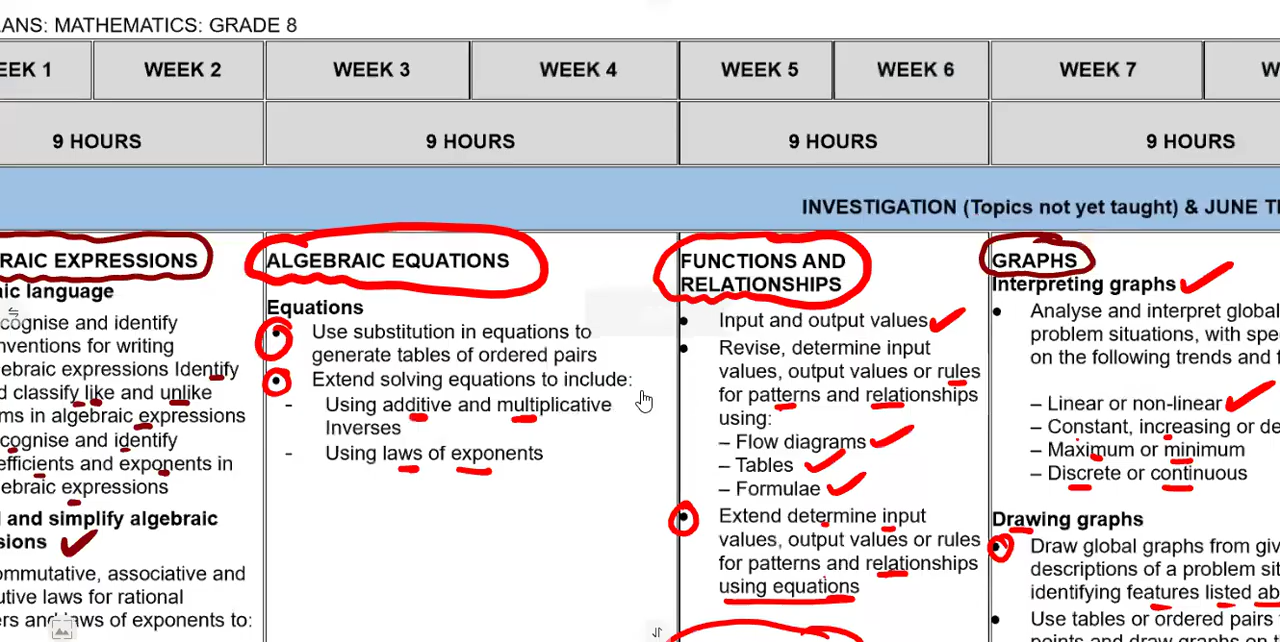 ANS: MATHEMATICS: GRADE 8
EEK 1
WEEK 2
WEEK 3
WEEK 4
WEEK 5
WEEK 6
WEEK 7
W
9 HOURS
9 HOURS
9 HOURS
9 HOURS
INVESTIGATION (Topics not yet taught) & JUNE T
RAIC EXPRESSIONS
aic language
cognise and identify
nventions for writing
ebraic expressions Identify
d classify like and unlike
ms in algebraic expressions
cognise and identify
efficients and exponents in
ebraic expressions
l and simplify algebraic
sions
ommutative, associative and
utive laws for rational
ers and laws of exponents to:
ALGEBRAIC EQUATIONS
Equations
• Use substitution in equations to
generate tables of ordered pairs
• Extend solving equations to include:
- Using additive and multiplicative
Inverses
- Using laws of exponents
FUNCTIONS AND
RELATIONSHIPS
• Input and output values
• Revise, determine input
values, output values or rules
for patterns and relationships
using:
– Flow diagrams
– Tables
– Formulae
• Extend determine input
values, output values or rules
for patterns and relationships
using equations
GRAPHS
Interpreting graphs
• Analyse and interpret global
problem situations, with spe
on the following trends and f
– Linear or non-linear
– Constant, increasing or de
– Maximum or minimum
– Discrete or continuous
Drawing graphs
• Draw global graphs from giv
descriptions of a problem sit
identifying features listed ab
• Use tables or ordered pairs
points and draw graphs on